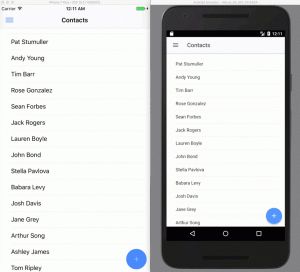 Carrier
12:11 AM
Contacts
Pat Stumuller
Andy Young
Tim Barr
Rose Gonzalez
Sean Forbes
Jack Rogers
Lauren Boyle
John Bond
Stella Pavlova
Babara Levy
Josh Davis
Jane Grey
Arthur Song
Ashley James
Tom Ripley
12:11
Contacts
Pat Stumuller
Andy Young
Tim Barr
Rose Gonzalez
Sean Forbes
Jack Rogers
Lauren Boyle
John Bond
Stella Pavlova
Babara Levy
Josh Davis
Jane Grey
Arthur Song